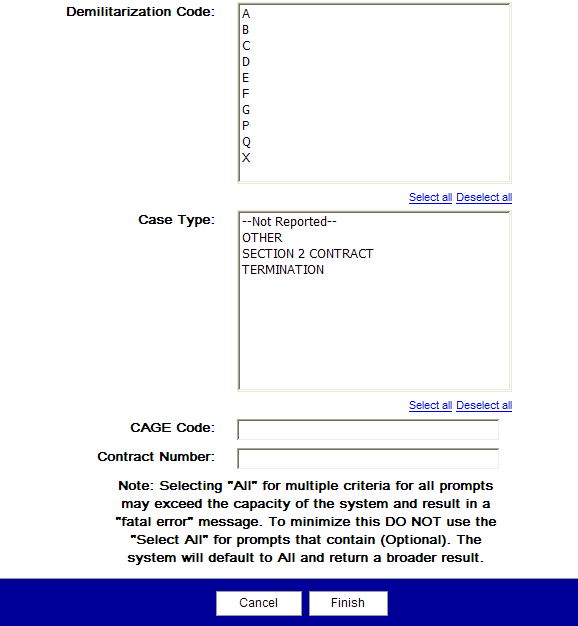 Demilitarization Code:
A
B
C
D
E
F
G
P
Q
X
Select all Deselect all
Case Type:
--Not Reported--
OTHER
SECTION 2 CONTRACT
TERMINATION
Select all Deselect all
CAGE Code:
Contract Number:
Note: Selecting "All" for multiple criteria for all prompts
may exceed the capacity of the system and result in a
"fatal error" message. To minimize this DO NOT use the
"Select All" for prompts that contain (Optional). The
system will default to All and return a broader result.
Cancel Finish